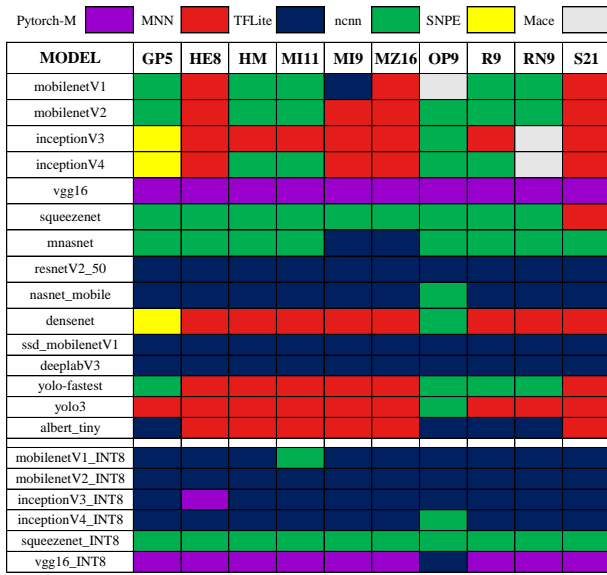 Pytorch-M MNN TFLite ncnn SNPE Mace
MODEL GP5 HE8 HM MI11 MI9 MZ16 OP9 R9 RN9 S21
mobilenetV1
mobilenetV2
inceptionV3
inceptionV4
vgg16
squeezenet
mnasnet
resnetV2_50
nasnet_mobile
densenet
ssd_mobilenetV1
deeplabV3
yolo-fastest
yolo3
albert_tiny
mobilenetV1_INT8
mobilenetV2_INT8
inceptionV3_INT8
inceptionV4_INT8
squeezenet_INT8
vgg16_INT8